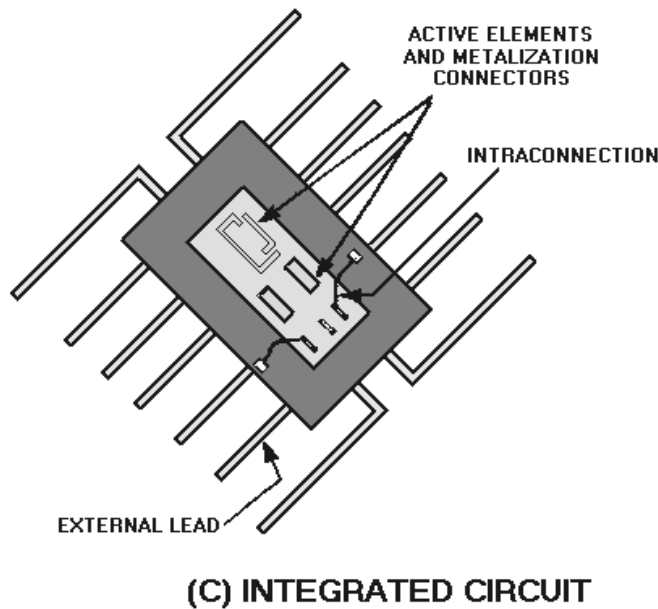 ACTIVE ELEMENTS
AND METALIZATION
CONNECTORS
INTRACONNECTION
EXTERNAL LEAD
(C) INTEGRATED CIRCUIT